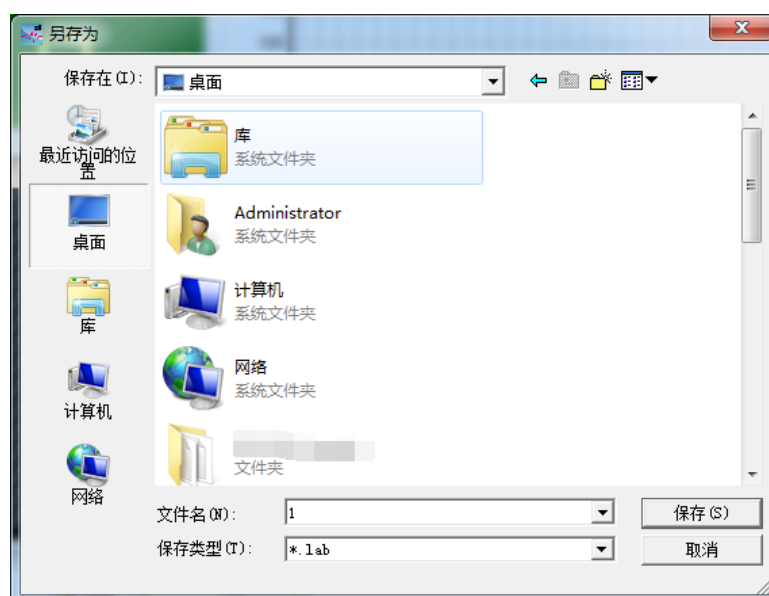 另存为
保存在(I):
桌面
最近访问的位置
桌面
库
计算机
网络
库
系统文件夹
Administrator
系统文件夹
计算机
系统文件夹
网络
系统文件夹
文件夹
文件名(N):
1
保存(S)
保存类型(T):
*.lab
取消